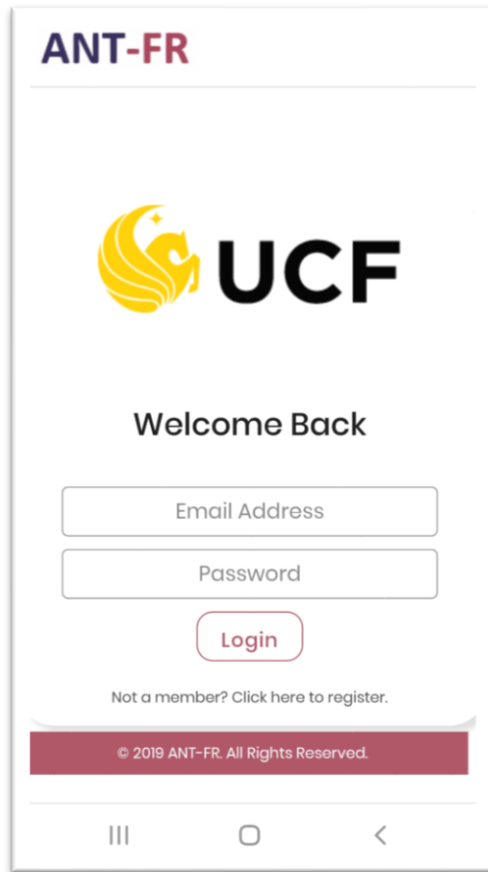 ANT-FR
UCF
Welcome Back
Email Address
Password
Login
Not a member? Click here to register.
© 2019 ANT-FR. All Rights Reserved.